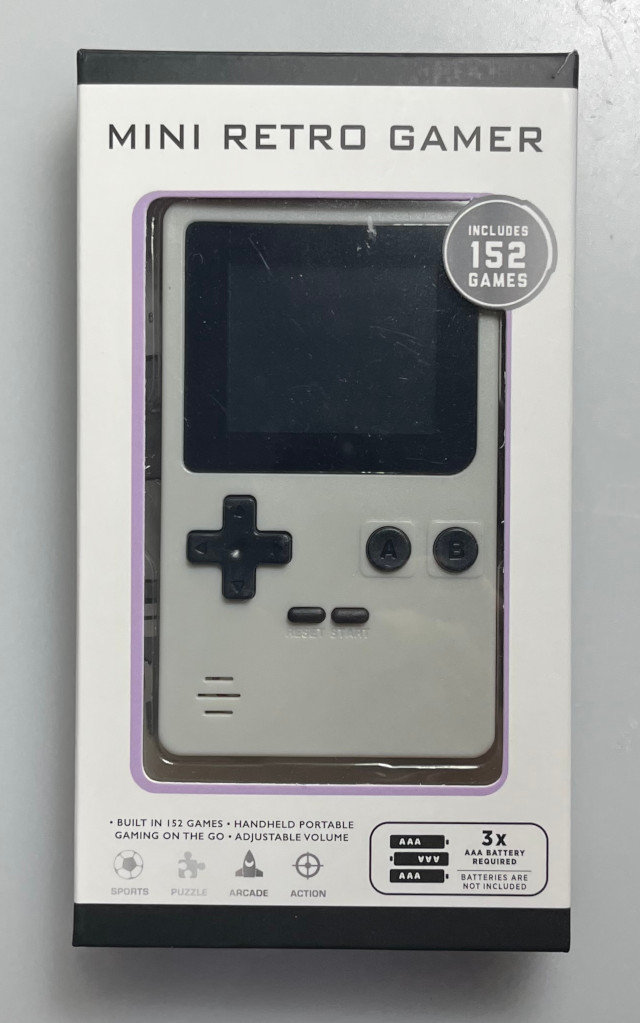 MINI RETRO GAMER
INCLUDES
152
GAMES
A B
RESET START
• BUILT IN 152 GAMES • HANDHELD PORTABLE
GAMING ON THE GO • ADJUSTABLE VOLUME
SPORTS PUZZLE ARCADE ACTION
AAA
AAA
AAA
3x
AAA BATTERY
REQUIRED
BATTERIES ARE
NOT INCLUDED